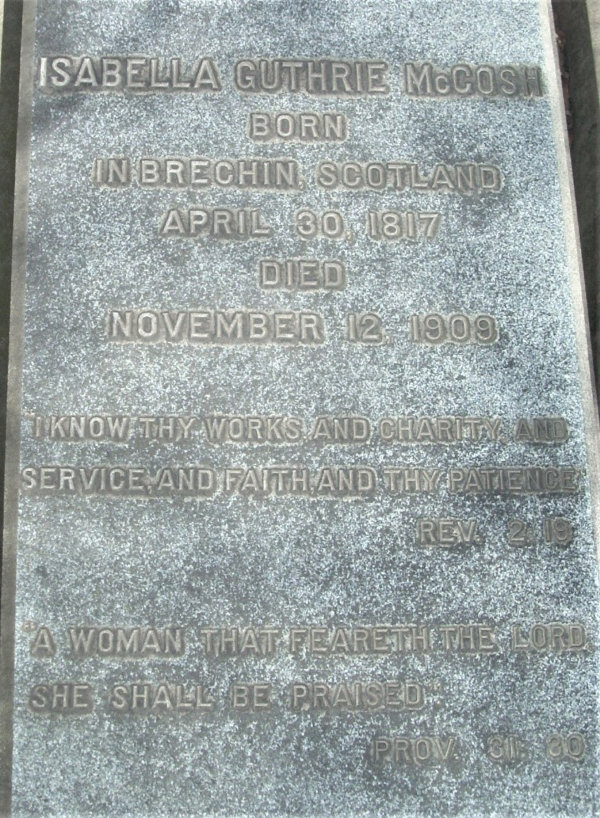 ISABELLA GUTHRIE McCOSH
BORN
IN BRECHIN, SCOTLAND
APRIL 30, 1817
DIED
NOVEMBER 12, 1909
"I KNOW THY WORKS, AND CHARITY, AND
SERVICE, AND FAITH, AND THY PATIENCE"
REV. 2. 19
"A WOMAN THAT FEARETH THE LORD
SHE SHALL BE PRAISED"
PROV. 31. 30